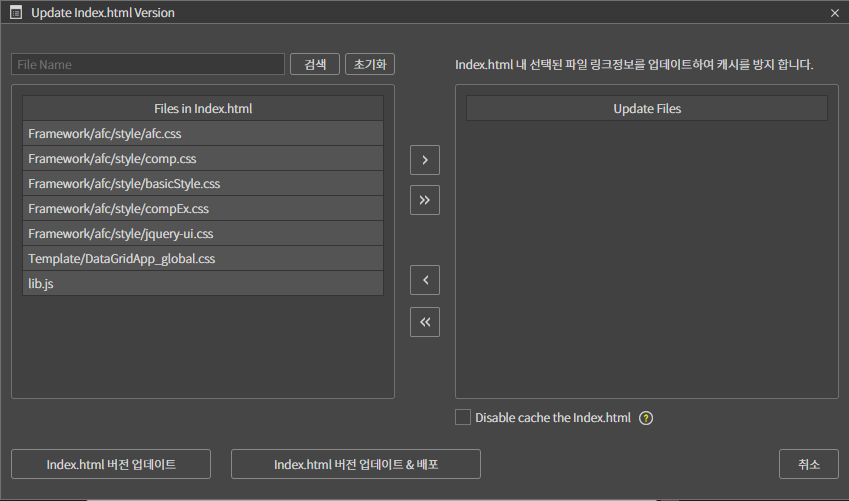 Update Index.html Version
File Name
검색
초기화
Index.html 내 선택된 파일 링크정보를 업데이트하여 캐시를 방지 합니다.
Files in Index.html
Framework/afc/style/afc.css
Framework/afc/style/comp.css
Framework/afc/style/basicStyle.css
Framework/afc/style/compEx.css
Framework/afc/style/jquery-ui.css
Template/DataGridApp_global.css
lib.js
Update Files
Disable cache the Index.html
?
Index.html 버전 업데이트
Index.html 버전 업데이트 & 배포
취소